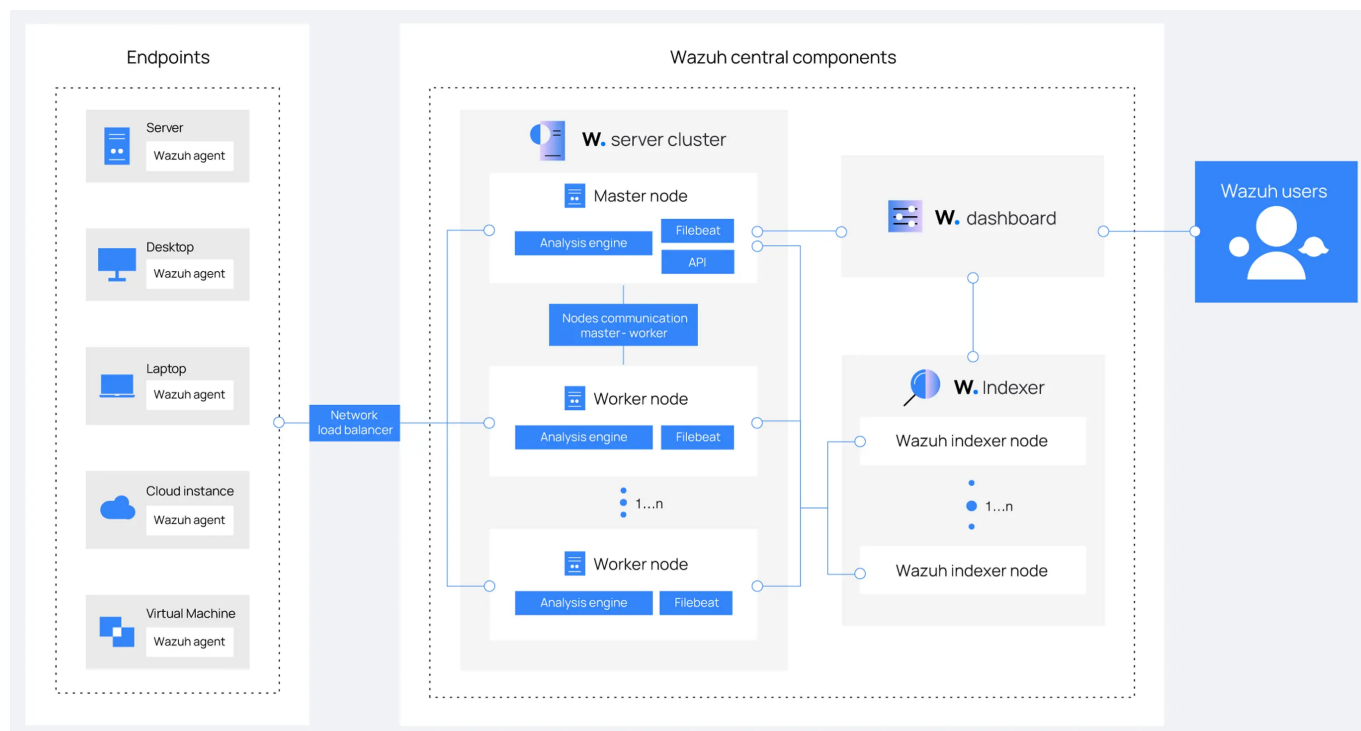 Endpoints
Server
Wazuh agent
Desktop
Wazuh agent
Laptop
Wazuh agent
Cloud instance
Wazuh agent
Virtual Machine
Wazuh agent
Network
load balancer
Wazuh central components
W. server cluster
Master node
Analysis engine
Filebeat
API
Nodes communication
master- worker
Worker node
Analysis engine
Filebeat
1...n
Worker node
Analysis engine
Filebeat
W. dashboard
W. Indexer
Wazuh indexer node
1...n
Wazuh indexer node
Wazuh users